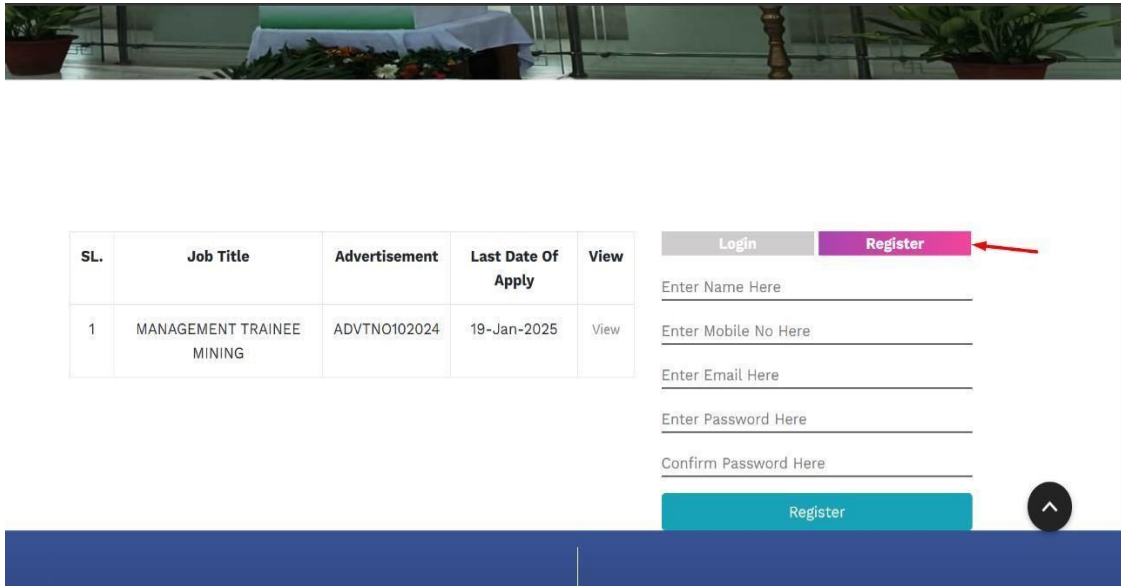 SL.
Job Title
Advertisement
Last Date Of
Apply
View
1
MANAGEMENT TRAINEE
MINING
ADVTNO102024
19-Jan-2025
View
Login
Register
Enter Name Here
Enter Mobile No Here
Enter Email Here
Enter Password Here
Confirm Password Here
Register